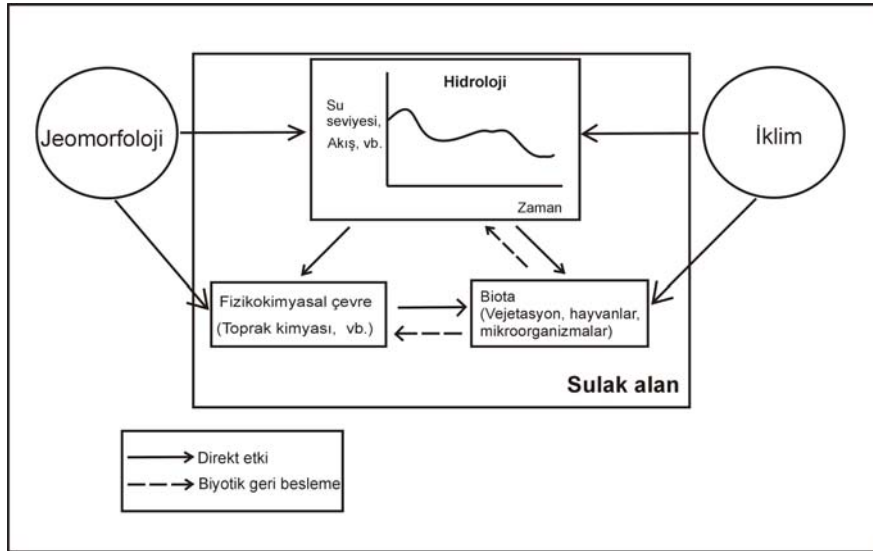 Hidroloji
Su
seviyesi,
Akış, vb.
Zaman
Jeomorfoloji
İklim
Fizikokimyasal çevre
(Toprak kimyası, vb.)
Biota
(Vejetasyon, hayvanlar,
mikroorganizmalar)
Sulak alan
Direkt etki
Biyotik geri besleme